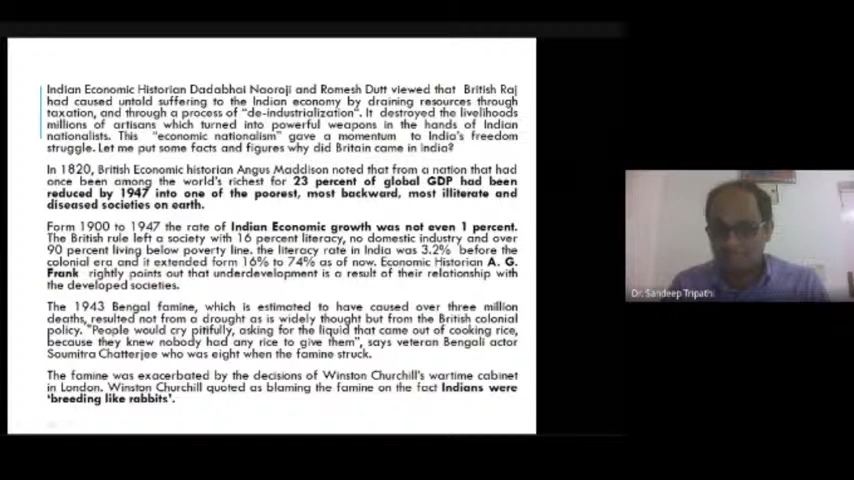 Indian Economic Historian Dadabhai Naoroji and Romesh Dutt viewed that British Raj
had caused untold suffering to the Indian economy by draining resources through
taxation, and through a process of "de-industrialization". It destroyed the livelihoods
millions of artisans which turned into powerful weapons in the hands of Indian
nationalists. This "economic nationalism" gave a momentum to India's freedom
struggle. Let me put some facts and figures why did Britain came in India?
In 1820, British Economic historian Angus Maddison noted that from a nation that had
once been among the world's richest for 23 percent of global GDP had been
reduced by 1947 into one of the poorest, most backward, most illiterate and
diseased societies on earth.
Form 1900 to 1947 the rate of Indian Economic growth was not even 1 percent.
The British rule left a society with 16 percent literacy, no domestic industry and over
90 percent living below poverty line. the literacy rate in India was 3.2% before the
colonial era and it extended form 16% to 74% as of now. Economic Historian A. G.
Frank rightly points out that underdevelopment is a result of their relationship with
the developed societies.
The 1943 Bengal famine, which is estimated to have caused over three million
deaths, resulted not from a drought as is widely thought but from the British colonial
policy. "People would cry pitifully, asking for the liquid that came out of cooking rice,
because they knew nobody had any rice to give them", says veteran Bengali actor
Soumitra Chatterjee who was eight when the famine struck.
The famine was exacerbated by the decisions of Winston Churchill's wartime cabinet
in London. Winston Churchill quoted as blaming the famine on the fact Indians were
'breeding like rabbits'.
Dr. Sandeep Tripathi